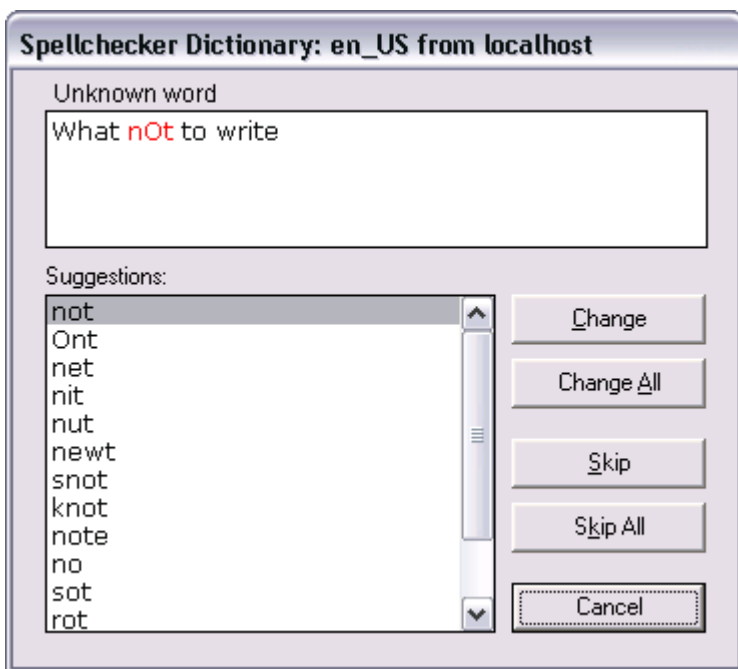 Spellchecker Dictionary: en_US from localhost
Unknown word
What nOt to write
Suggestions:
not
Ont
net
nit
nut
newt
snot
knot
note
no
sot
rot
Change
Change All
Skip
Skip All
Cancel